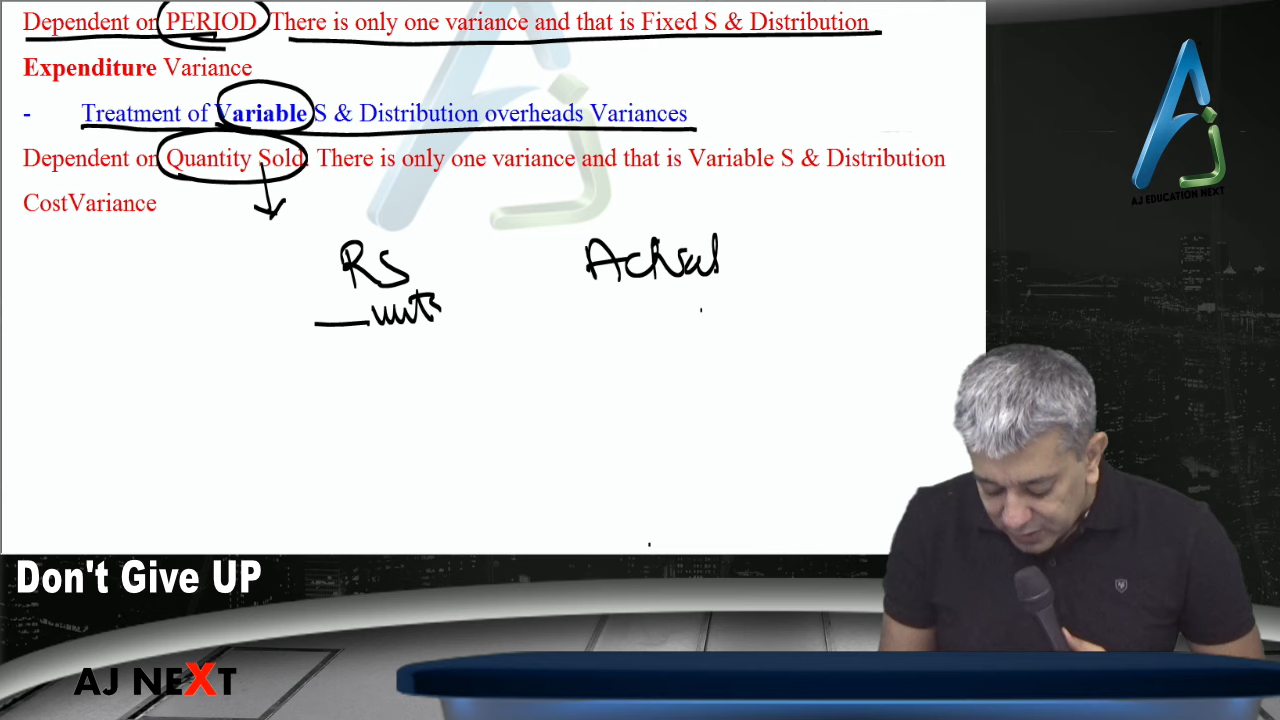 Dependent on PERIOD There is only one variance and that is Fixed S & Distribution
Expenditure Variance
- Treatment of Variable S & Distribution overheads Variances
Dependent on Quantity Sold. There is only one variance and that is Variable S & Distribution
CostVariance
RS Actual
___units
AJ EDUCATION NEXT
Don't Give UP
AJ NEXT